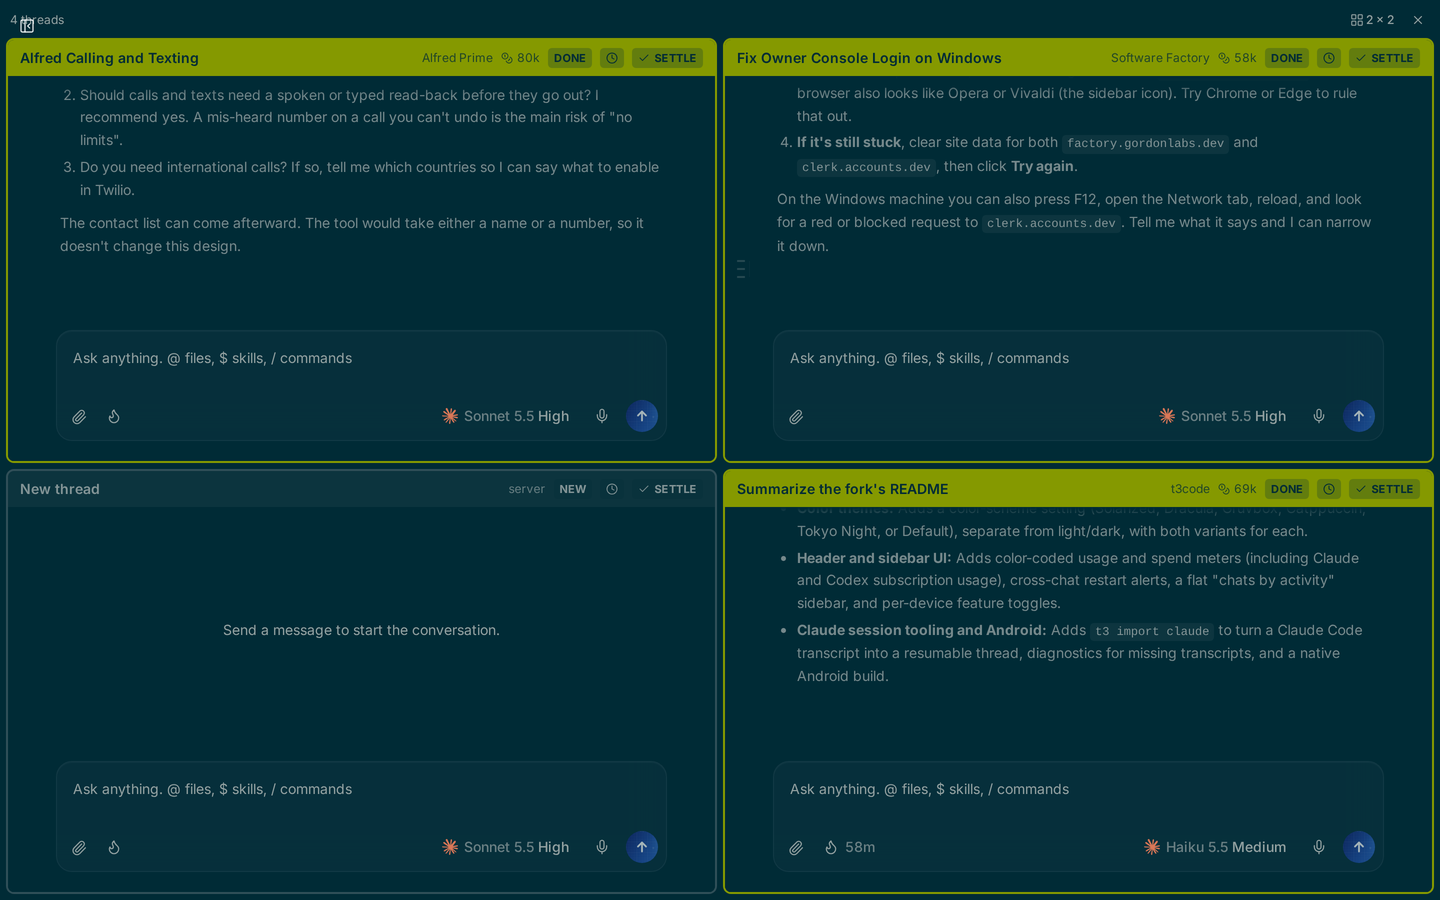 4 threads
2 × 2
Alfred Calling and Texting
Alfred Prime 80k DONE SETTLE
2. Should calls and texts need a spoken or typed read-back before they go out? I
recommend yes. A mis-heard number on a call you can't undo is the main risk of "no
limits".
3. Do you need international calls? If so, tell me which countries so I can say what to enable
in Twilio.
The contact list can come afterward. The tool would take either a name or a number, so it
doesn't change this design.
Ask anything. @ files, $ skills, / commands
Sonnet 5.5 High
Fix Owner Console Login on Windows
Software Factory 58k DONE SETTLE
browser also looks like Opera or Vivaldi (the sidebar icon). Try Chrome or Edge to rule
that out.
4. If it's still stuck, clear site data for both factory.gordonlabs.dev and
clerk.accounts.dev, then click Try again.
On the Windows machine you can also press F12, open the Network tab, reload, and look
for a red or blocked request to clerk.accounts.dev. Tell me what it says and I can narrow
it down.
Ask anything. @ files, $ skills, / commands
Sonnet 5.5 High
New thread
server NEW SETTLE
Send a message to start the conversation.
Ask anything. @ files, $ skills, / commands
Sonnet 5.5 High
Summarize the fork's README
t3code 69k DONE SETTLE
Tokyo Night, or Default), separate from light/dark, with both variants for each.
• Header and sidebar UI: Adds color-coded usage and spend meters (including Claude
and Codex subscription usage), cross-chat restart alerts, a flat "chats by activity"
sidebar, and per-device feature toggles.
• Claude session tooling and Android: Adds t3 import claude to turn a Claude Code
transcript into a resumable thread, diagnostics for missing transcripts, and a native
Android build.
Ask anything. @ files, $ skills, / commands
58m
Haiku 5.5 Medium